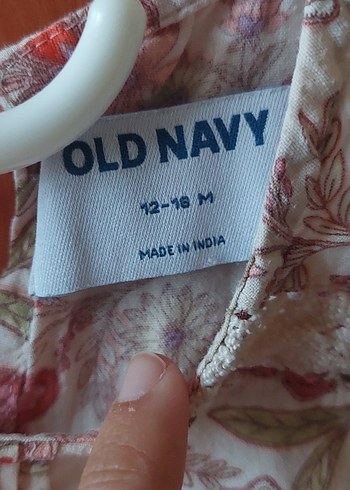 OLD NAVY
12-18 M
MADE IN INDIA